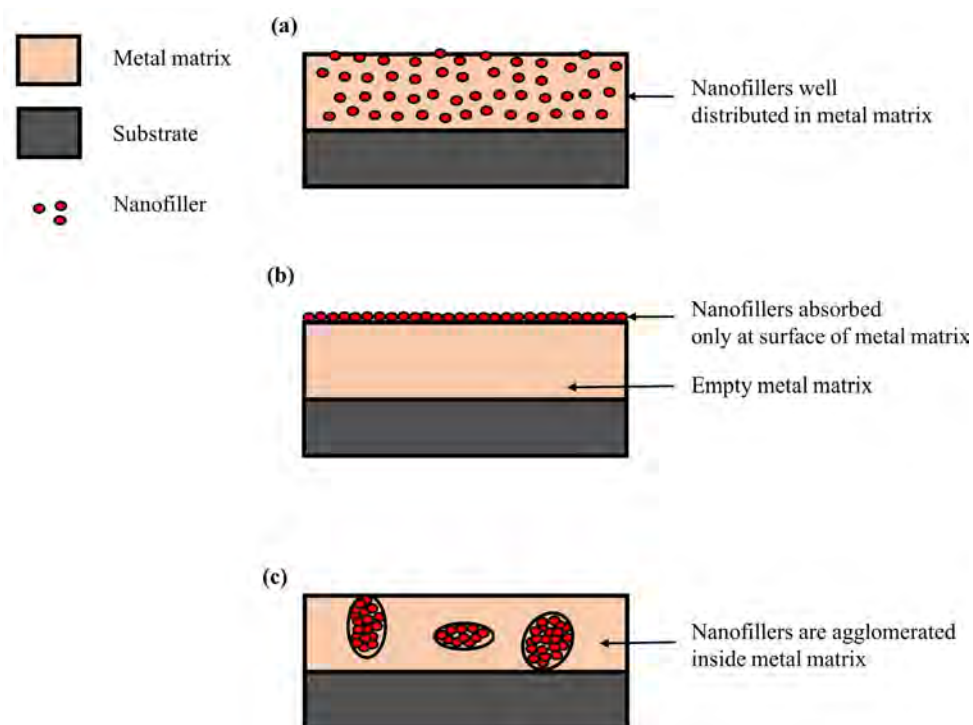 (a)
Metal matrix
Substrate
Nanofiller
Nanofillers well
distributed in metal matrix
(b)
Nanofillers absorbed
only at surface of metal matrix
Empty metal matrix
(c)
Nanofillers are agglomerated
inside metal matrix